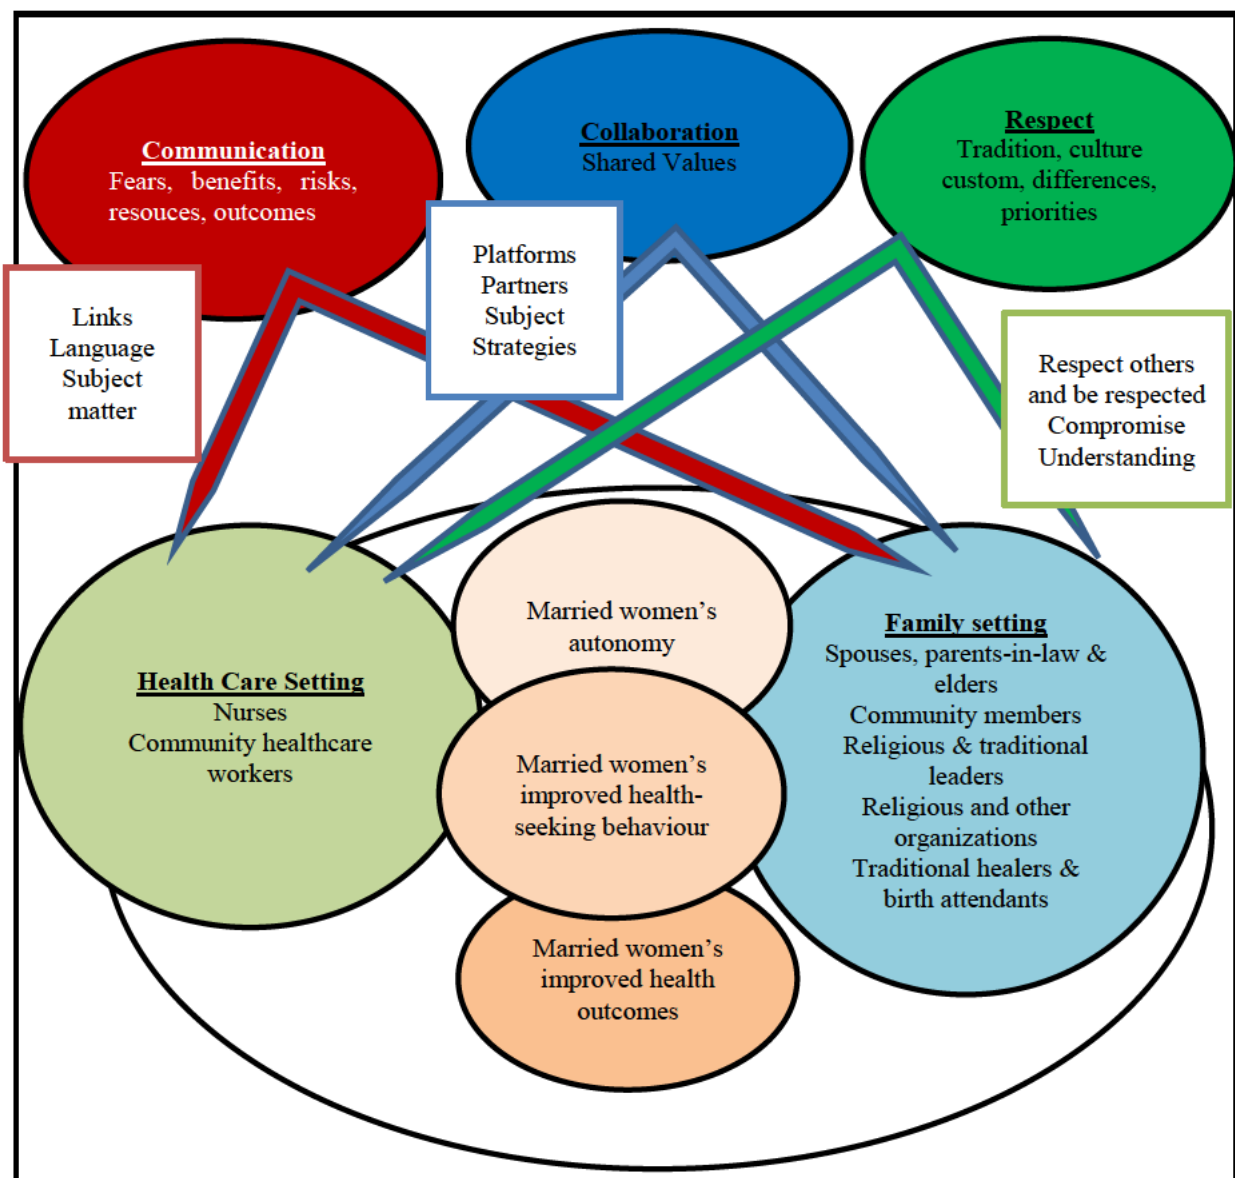 Communication
Fears, benefits, risks,
resouces, outcomes
Collaboration
Shared Values
Respect
Tradition, culture
custom, differences,
priorities
Links
Language
Subject
matter
Platforms
Partners
Subject
Strategies
Respect others
and be respected
Compromise
Understanding
Health Care Setting
Nurses
Community healthcare
workers
Married women’s
autonomy
Married women’s
improved health-
seeking behaviour
Married women’s
improved health
outcomes
Family setting
Spouses, parents-in-law &
elders
Community members
Religious & traditional
leaders
Religious and other
organizations
Traditional healers &
birth attendants